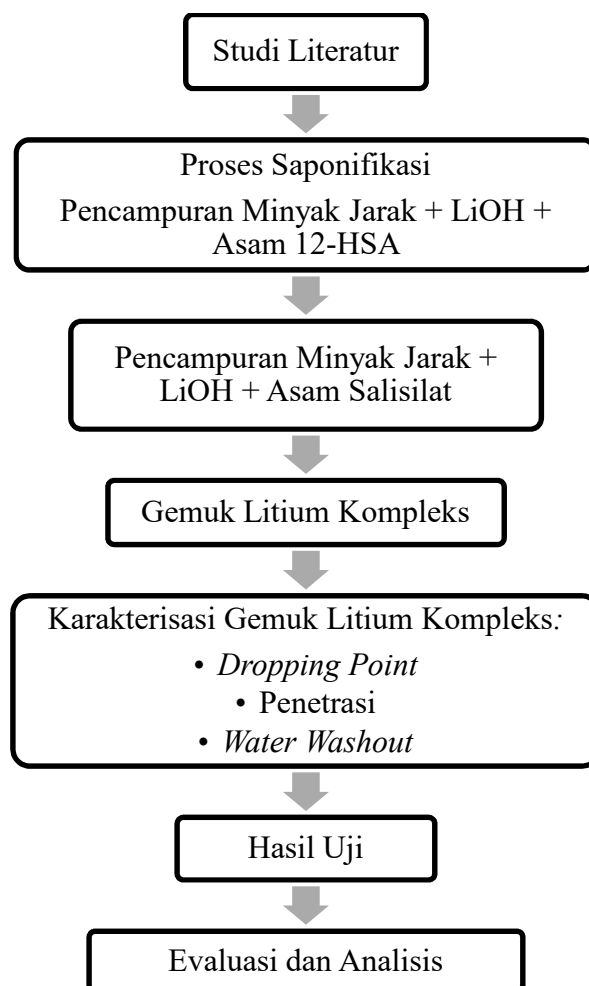 Studi Literatur
Proses Saponifikasi
Pencampuran Minyak Jarak + LiOH +
Asam 12-HSA
Pencampuran Minyak Jarak +
LiOH + Asam Salisilat
Gemuk Litium Kompleks
Karakterisasi Gemuk Litium Kompleks:
• Dropping Point
• Penetrasi
• Water Washout
Hasil Uji
Evaluasi dan Analisis